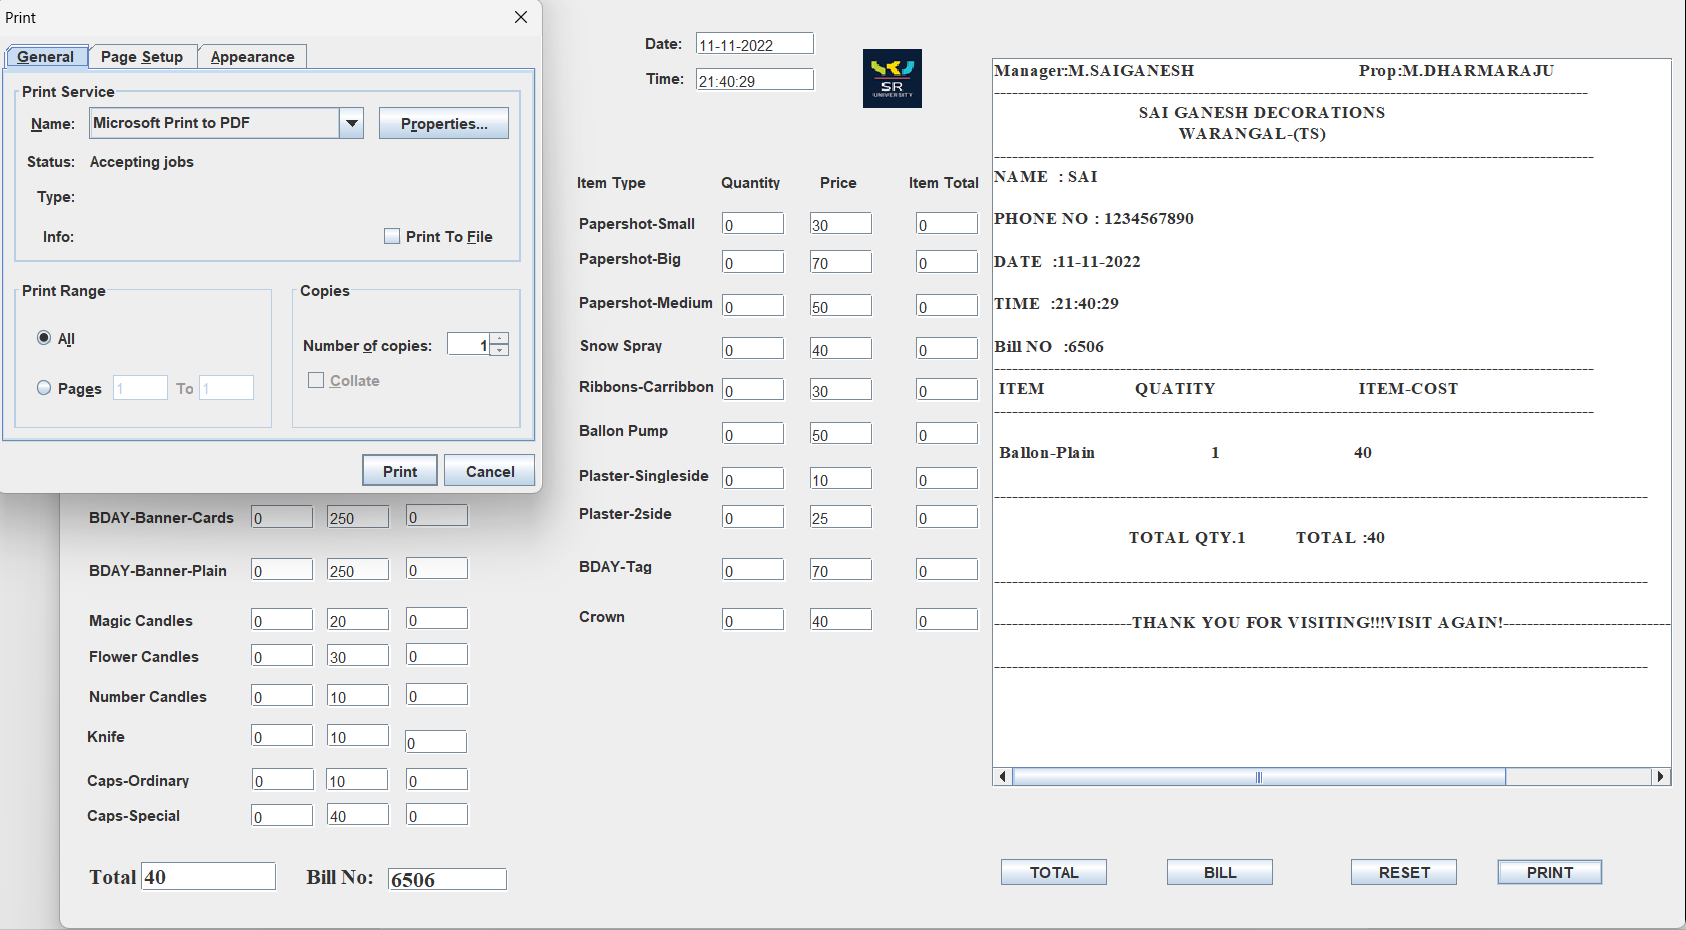 Print
General Page Setup Appearance
Print Service
Name: Microsoft Print to PDF Properties...
Status: Accepting jobs
Type:
Info: Print To File
Print Range
All
Pages 1 To 1
Copies
Number of copies: 1
Collate
Print Cancel
BDAY-Banner-Cards 0 250 0
BDAY-Banner-Plain 0 250 0
Magic Candles 0 20 0
Flower Candles 0 30 0
Number Candles 0 10 0
Knife 0 10 0
Caps-Ordinary 0 10 0
Caps-Special 0 40 0
Total 40 Bill No: 6506
Date: 11-11-2022
Time: 21:40:29
SR
UNIVERSITY
Item Type Quantity Price Item Total
Papershot-Small 0 30 0
Papershot-Big 0 70 0
Papershot-Medium 0 50 0
Snow Spray 0 40 0
Ribbons-Carribbon 0 30 0
Ballon Pump 0 50 0
Plaster-Singleside 0 10 0
Plaster-2side 0 25 0
BDAY-Tag 0 70 0
Crown 0 40 0
Manager:M.SAIGANESH Prop:M.DHARMARAJU
SAI GANESH DECORATIONS
WARANGAL-(TS)
NAME : SAI
PHONE NO : 1234567890
DATE :11-11-2022
TIME :21:40:29
Bill NO :6506
ITEM QUATITY ITEM-COST
Ballon-Plain 1 40
TOTAL QTY.1 TOTAL :40
-----------------------THANK YOU FOR VISITING!!!VISIT AGAIN!----------------------------
TOTAL BILL RESET PRINT